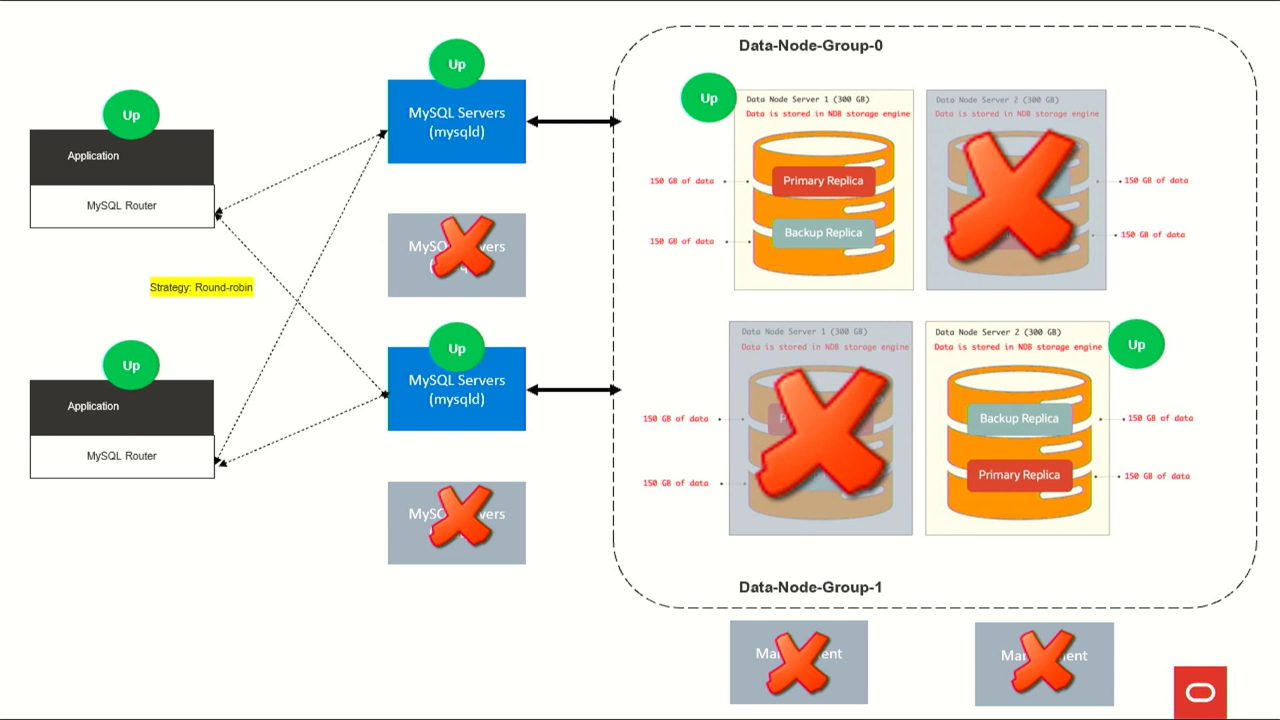 Data-Node-Group-0
Up
Up
Up
Application
MySQL Router
MySQL Servers
(mysqld)
Data Node Server 1 (300 GB)
Data is stored in NDB storage engine
Data Node Server 2 (300 GB)
Data is stored in NDB storage engine
150 GB of data
Primary Replica
150 GB of data
150 GB of data
Backup Replica
150 GB of data
Strategy: Round-robin
Up
Up
Application
MySQL Router
MySQL Servers
(mysqld)
Data Node Server 1 (300 GB)
Data is stored in NDB storage engine
Data Node Server 2 (300 GB)
Data is stored in NDB storage engine
Up
150 GB of data
Backup Replica
150 GB of data
150 GB of data
Primary Replica
150 GB of data
Data-Node-Group-1